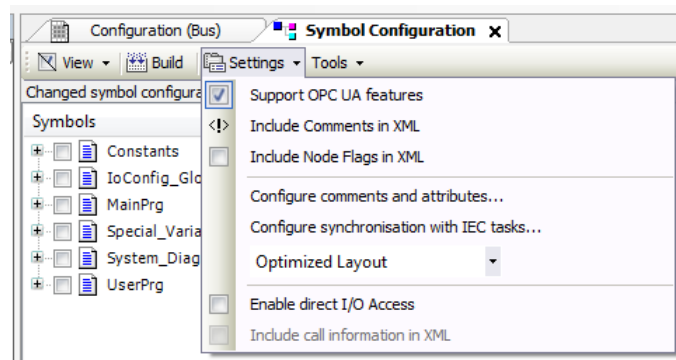 Configuration (Bus)
Symbol Configuration
View
Build
Settings
Tools
Changed symbol configura
Symbols
Constants
IoConfig_Glo
MainPrg
Special_Varia
System_Diag
UserPrg
Support OPC UA features
Include Comments in XML
Include Node Flags in XML
Configure comments and attributes...
Configure synchronisation with IEC tasks...
Optimized Layout
Enable direct I/O Access
Include call information in XML